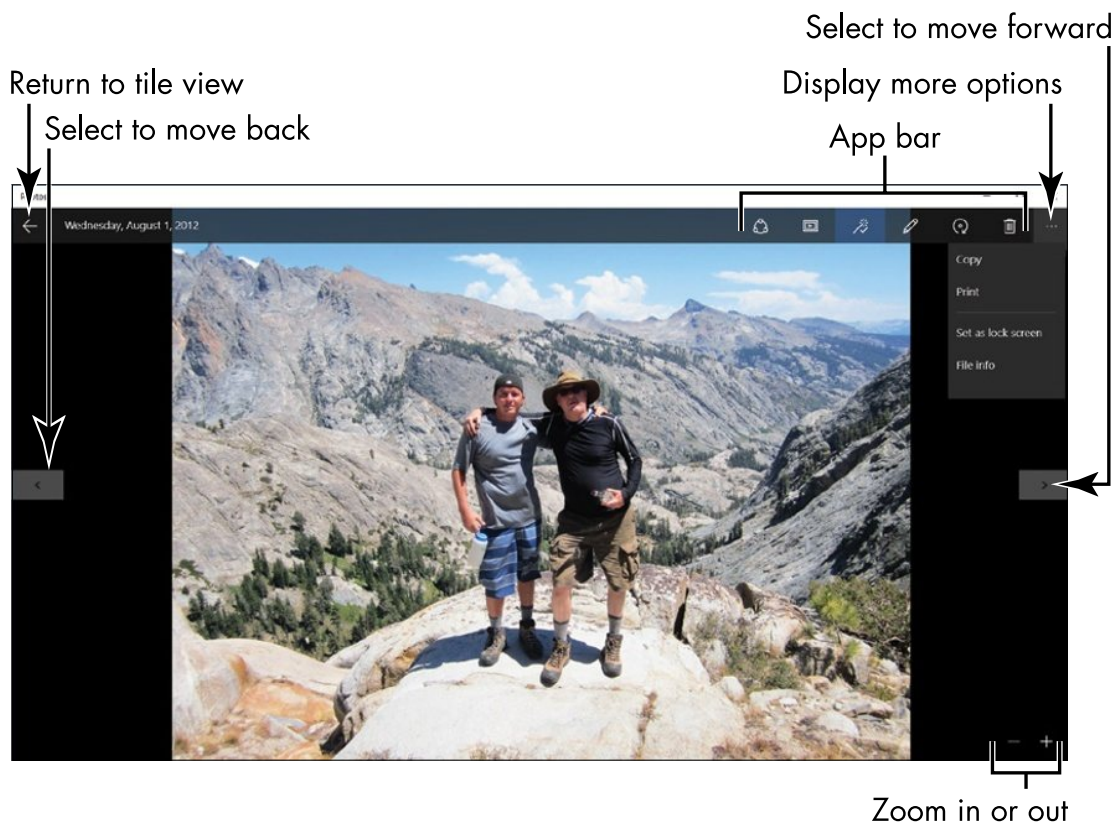 Select to move forward
Return to tile view
Display more options
Select to move back
App bar
Photos
Wednesday, August 1, 2012
Copy
Print
Set as lock screen
File info
Zoom in or out